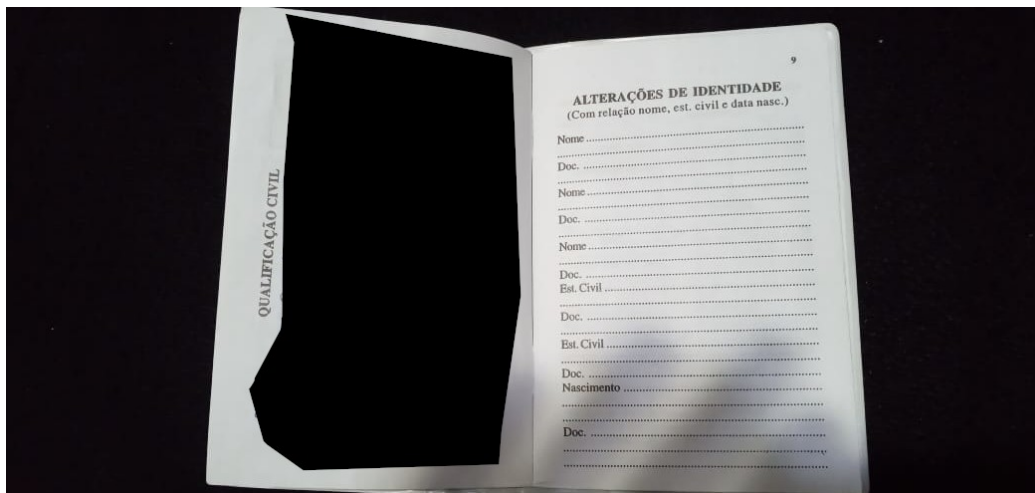 QUALIFICAÇÃO CIVIL
9
ALTERAÇÕES DE IDENTIDADE
(Com relação nome, est. civil e data nasc.)
Nome
Doc.
Nome
Doc.
Nome
Doc.
Est. Civil
Doc.
Est. Civil
Doc.
Nascimento
Doc.